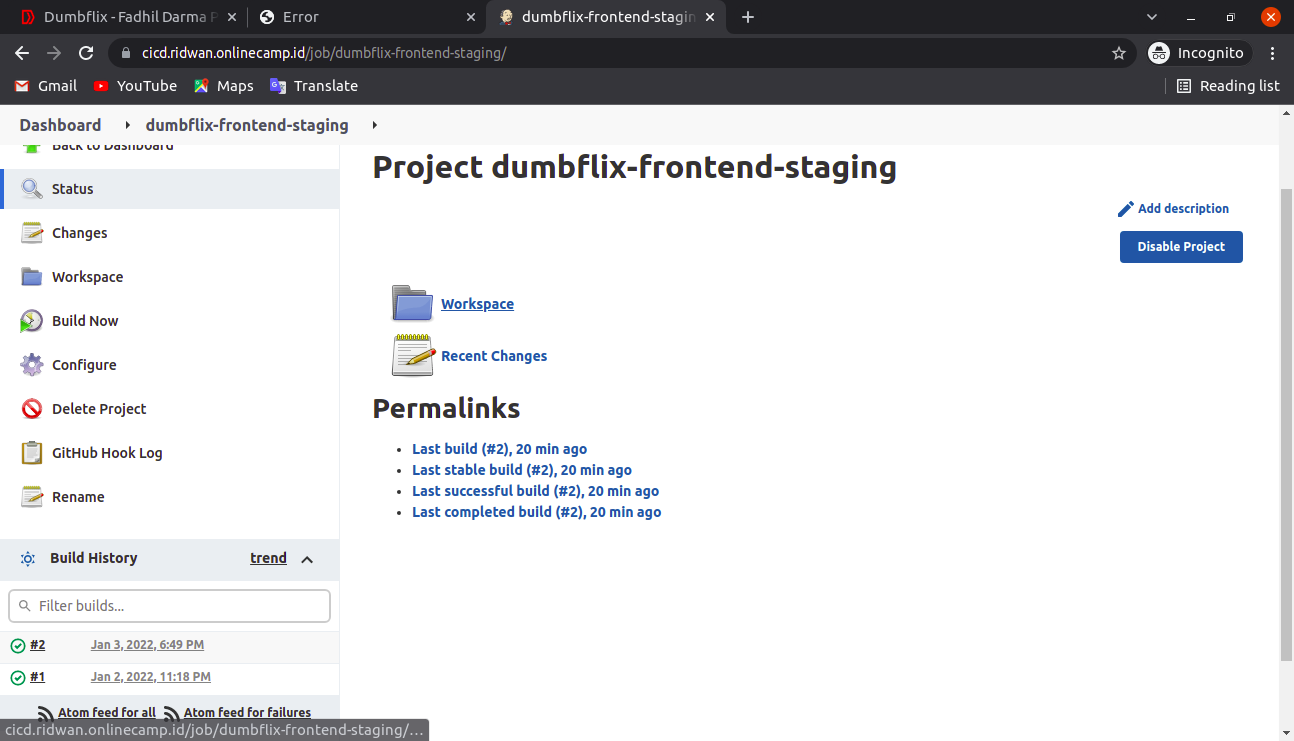 Dumbflix - Fadhil Darma P
Error
dumbflix-frontend-stagin
cicd.ridwan.onlinecamp.id/job/dumbflix-frontend-staging/
Incognito
Gmail
YouTube
Maps
Translate
Reading list
Dashboard
dumbflix-frontend-staging
Back to Dashboard
Status
Changes
Workspace
Build Now
Configure
Delete Project
GitHub Hook Log
Rename
Build History
trend
Filter builds...
#2 Jan 3, 2022, 6:49 PM
#1 Jan 2, 2022, 11:18 PM
Atom feed for all
Atom feed for failures
Project dumbflix-frontend-staging
Add description
Disable Project
Workspace
Recent Changes
Permalinks
Last build (#2), 20 min ago
Last stable build (#2), 20 min ago
Last successful build (#2), 20 min ago
Last completed build (#2), 20 min ago
cicd.ridwan.onlinecamp.id/job/dumbflix-frontend-staging/…